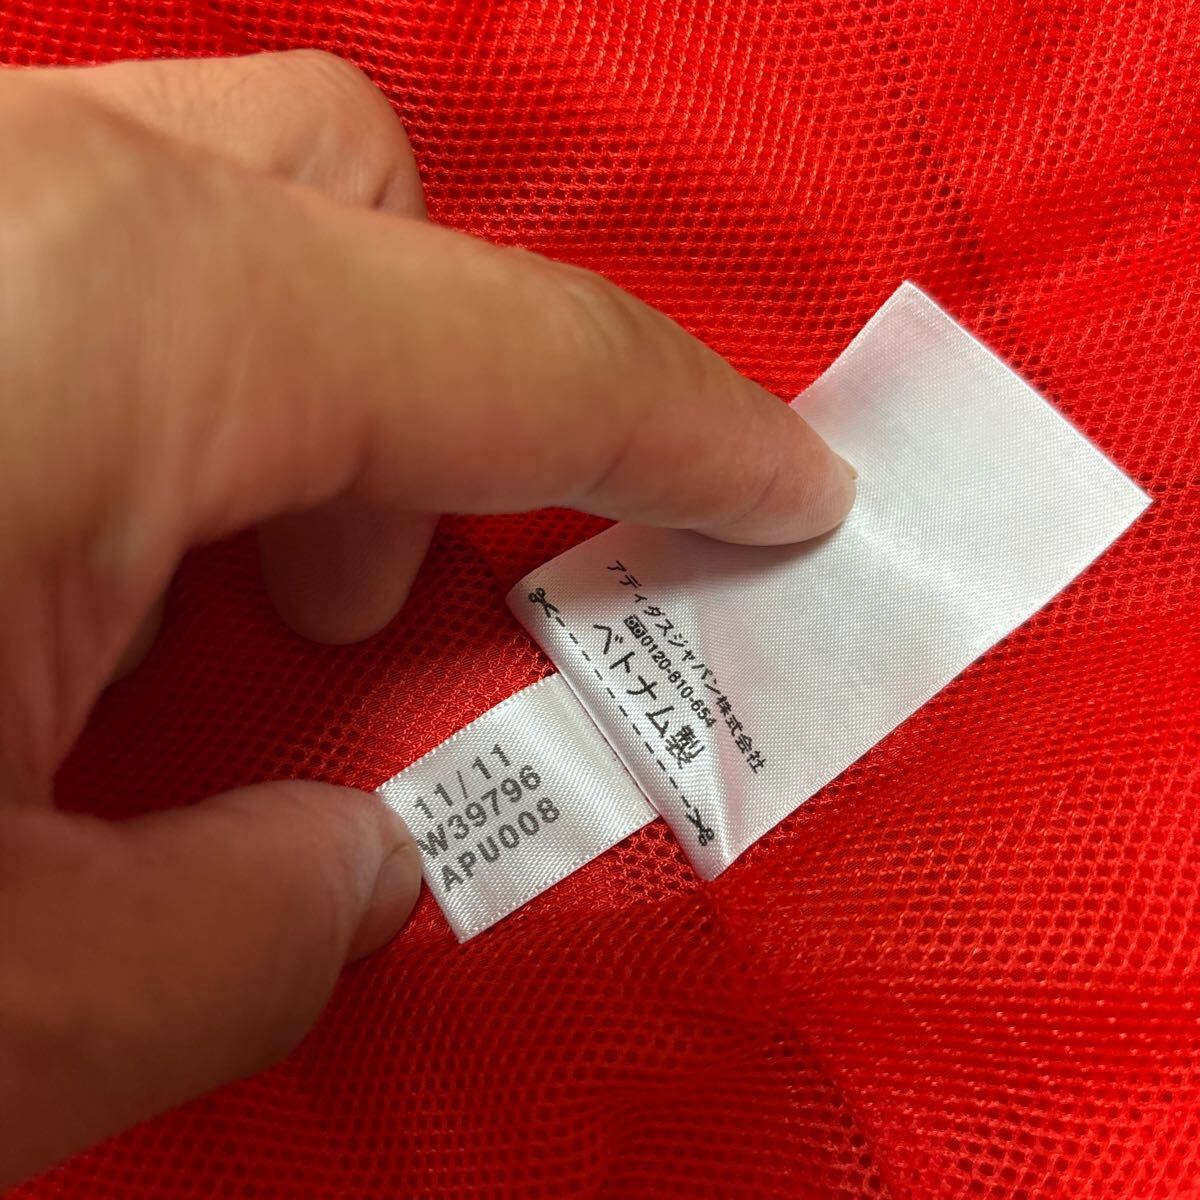 アディダスジャパン株式会社
0120-810-654
ベトナム製
11/11
W39796
APU008